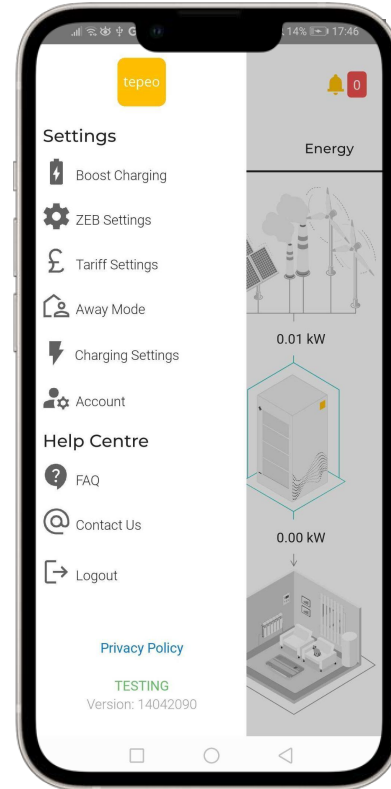 14% 17:46
tepeo
0
Settings
Energy
Boost Charging
ZEB Settings
£ Tariff Settings
Away Mode
0.01 kW
Charging Settings
Account
Help Centre
? FAQ
@ Contact Us
0.00 kW
Logout
Privacy Policy
TESTING
Version: 14042090